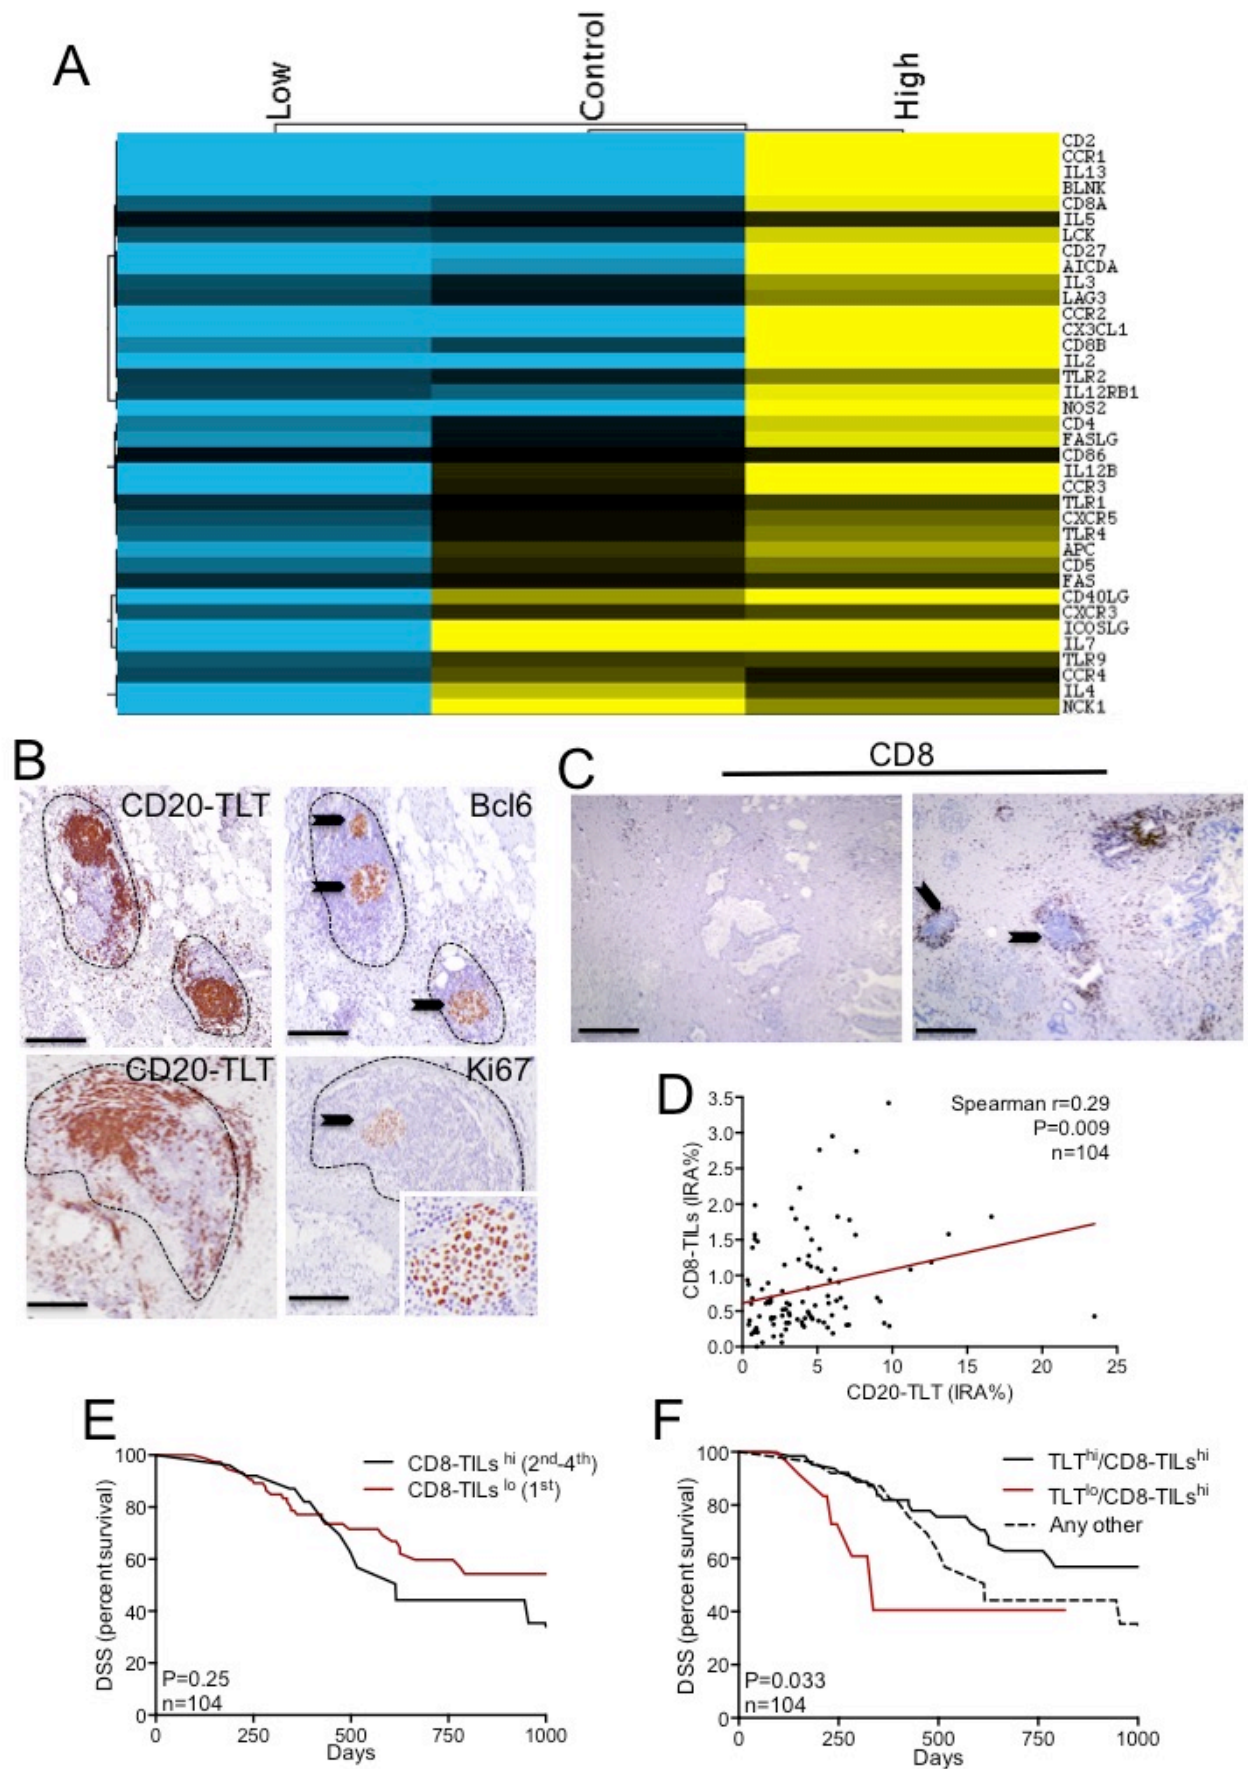 A
Low
Control
High
CD2
CCR1
IL13
BLNK
CD8A
IL5
LCK
CD27
AICDA
IL3
LAG3
CCR2
CX3CL1
CD8B
IL2
TLR2
IL12RB1
NOS2
CD4
FASLG
CD86
IL12B
CCR3
TLR1
CXCR5
TLR4
APC
CD5
FAS
CD40LG
CXCR3
ICOSLG
IL7
TLR9
CCR4
IL4
NCK1
B
CD20-TLT
Bcl6
CD20-TLT
Ki67
C
CD8
D
Spearman r=0.29
P=0.009
n=104
CD8-TILs (IRA%)
3.5
3.0
2.5
2.0
1.5
1.0
0.5
0.0
0 5 10 15 20 25
CD20-TLT (IRA%)
E
CD8-TILs hi (2nd-4th)
CD8-TILs lo (1st)
DSS (percent survival)
100
80
60
40
20
0
P=0.25
n=104
0 250 500 750 1000
Days
F
TLThi/CD8-TILshi
TLTlo/CD8-TILshi
Any other
DSS (percent survival)
100
80
60
40
20
0
P=0.033
n=104
0 250 500 750 1000
Days